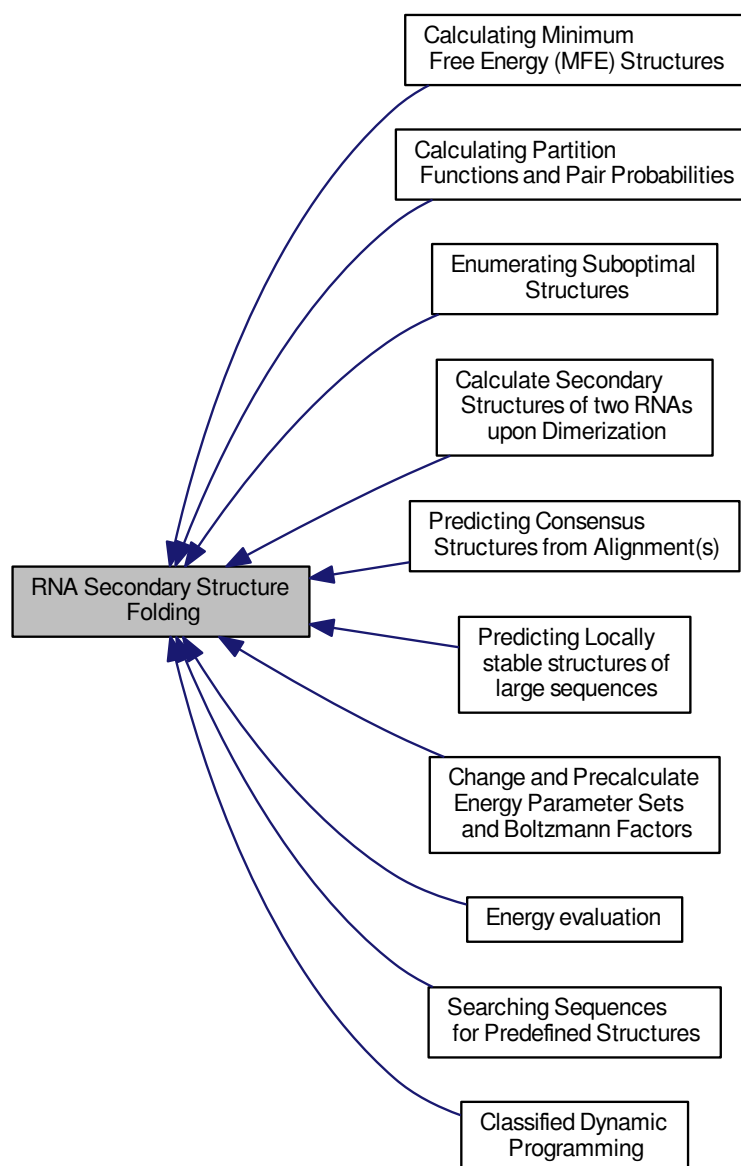 Calculating Minimum
Free Energy (MFE) Structures
Calculating Partition
Functions and Pair Probabilities
Enumerating Suboptimal
Structures
Calculate Secondary
Structures of two RNAs
upon Dimerization
Predicting Consensus
Structures from Alignment(s)
RNA Secondary Structure
Folding
Predicting Locally
stable structures of
large sequences
Change and Precalculate
Energy Parameter Sets
and Boltzmann Factors
Energy evaluation
Searching Sequences
for Predefined Structures
Classified Dynamic
Programming